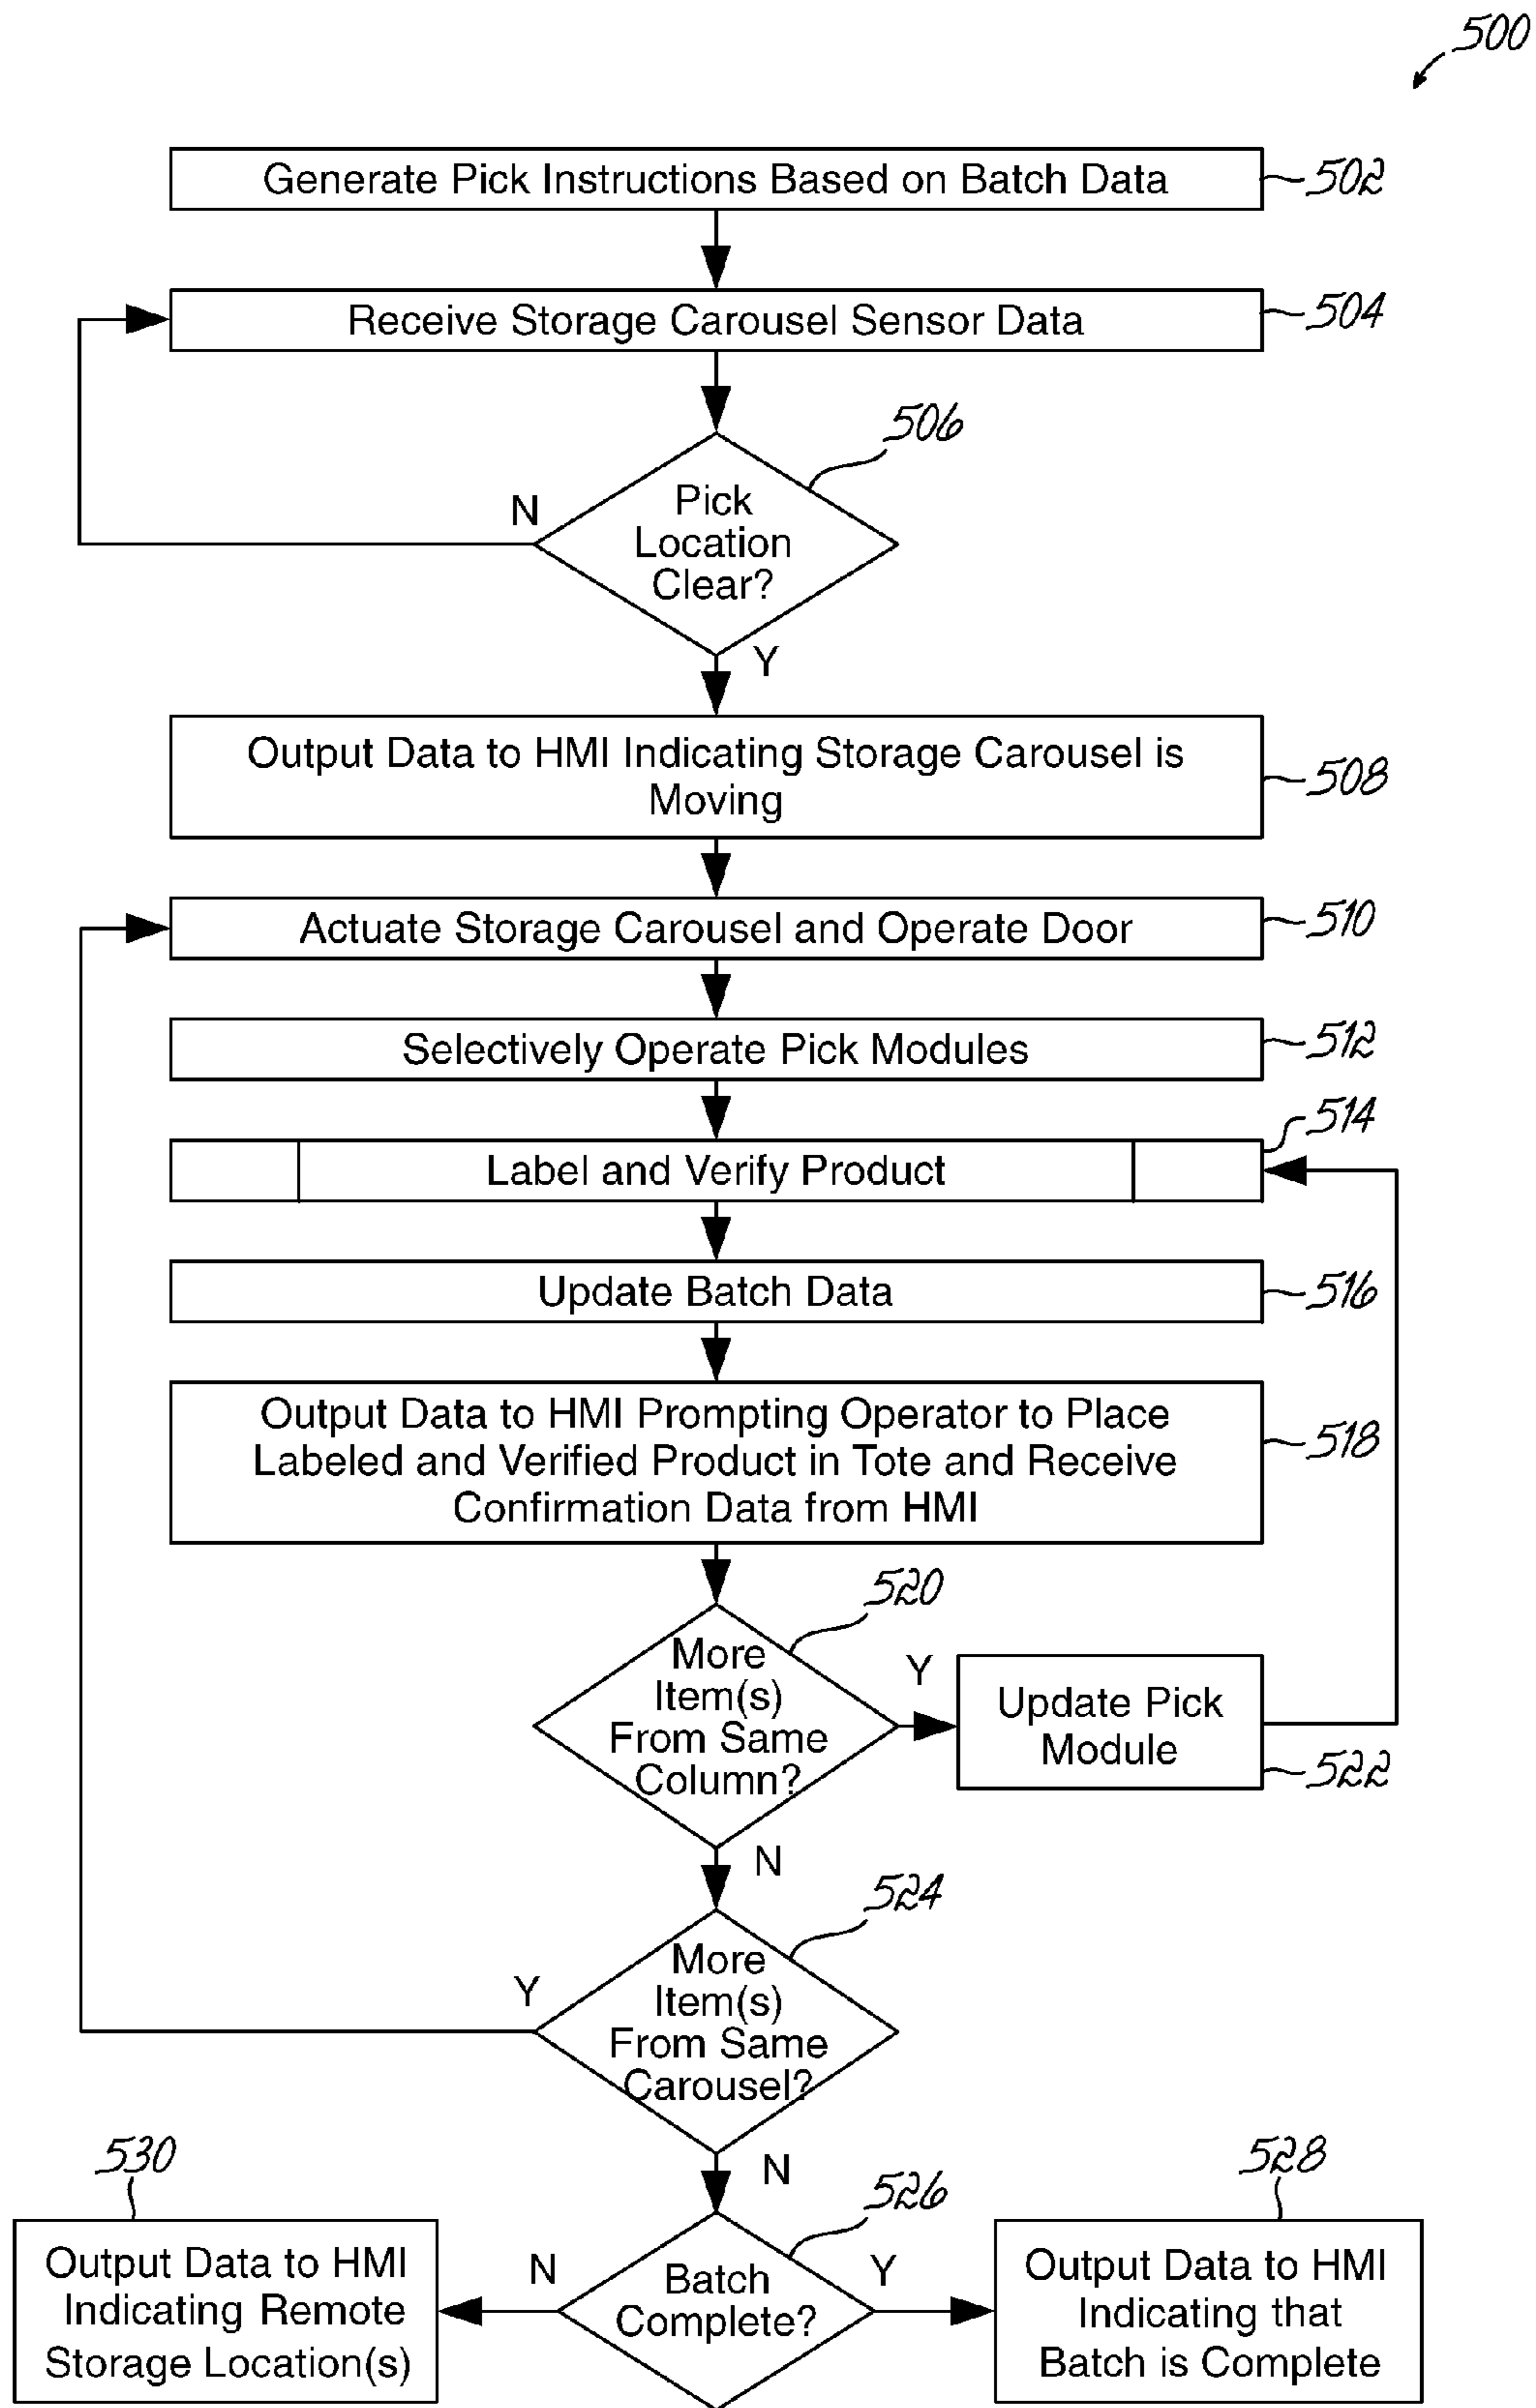 500
Generate Pick Instructions Based on Batch Data
502
Receive Storage Carousel Sensor Data
504
506
Pick
Location
Clear?
N
Y
Output Data to HMI Indicating Storage Carousel is
Moving
508
Actuate Storage Carousel and Operate Door
510
Selectively Operate Pick Modules
512
Label and Verify Product
514
Update Batch Data
516
Output Data to HMI Prompting Operator to Place
Labeled and Verified Product in Tote and Receive
Confirmation Data from HMI
518
520
More
Item(s)
From Same
Column?
Y
Update Pick
Module
522
N
524
More
Item(s)
From Same
Carousel?
Y
N
526
Batch
Complete?
N
Y
530
Output Data to HMI
Indicating Remote
Storage Location(s)
528
Output Data to HMI
Indicating that
Batch is Complete